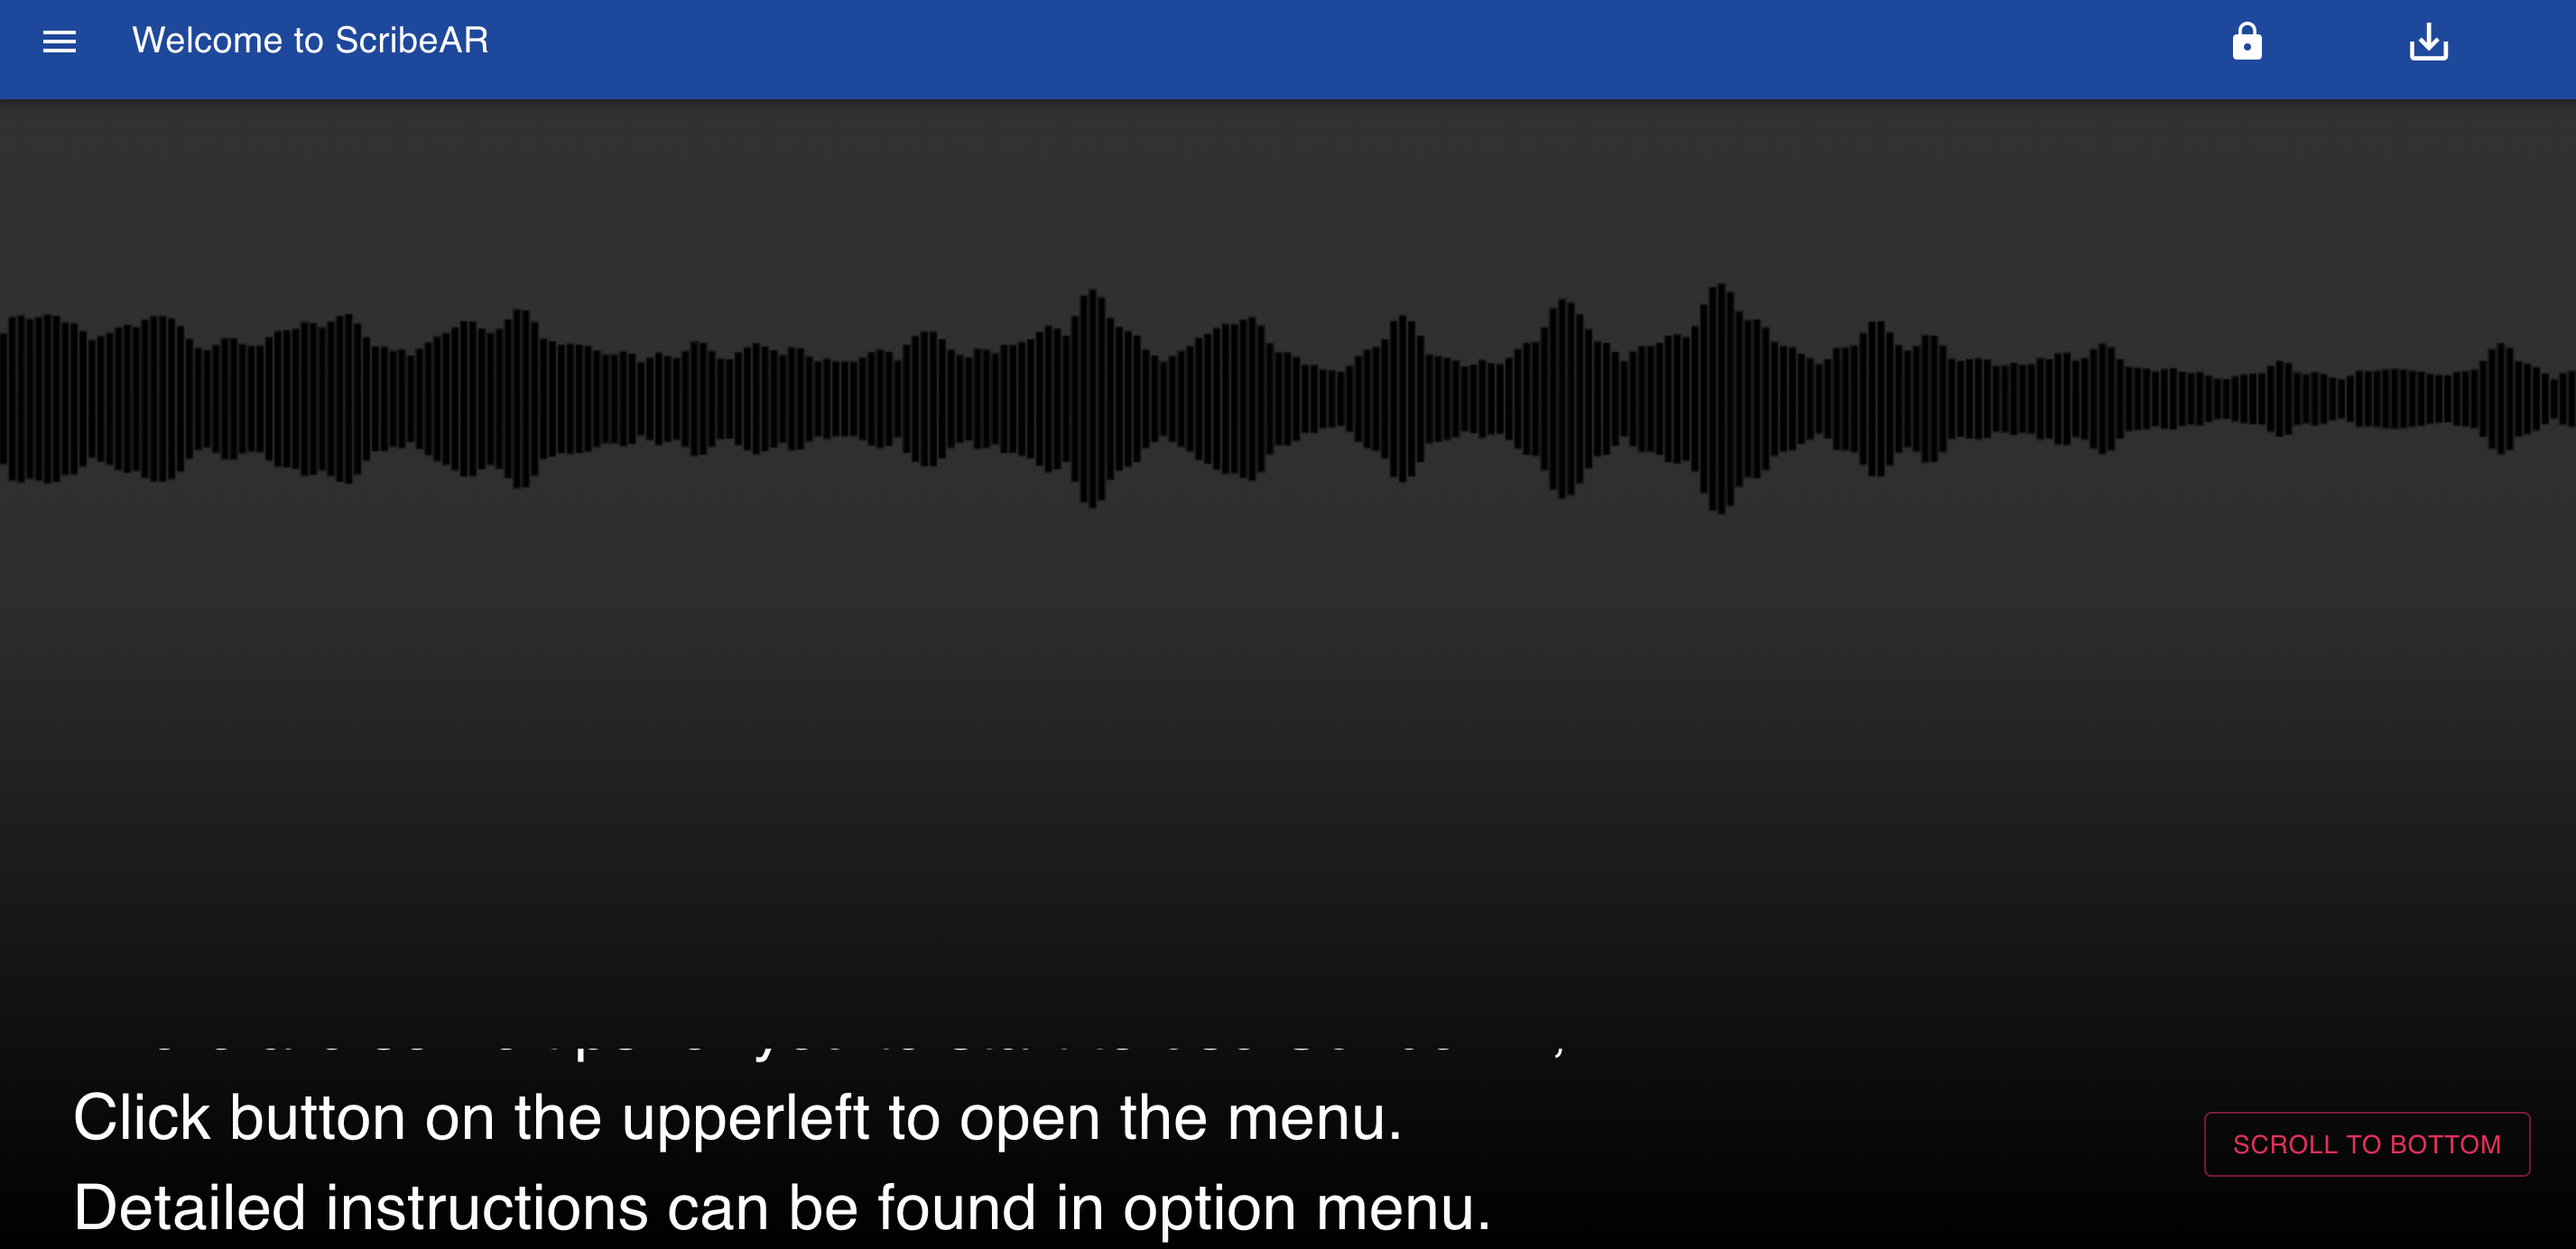 Welcome to ScribeAR
Click button on the upperleft to open the menu.
SCROLL TO BOTTOM
Detailed instructions can be found in option menu.